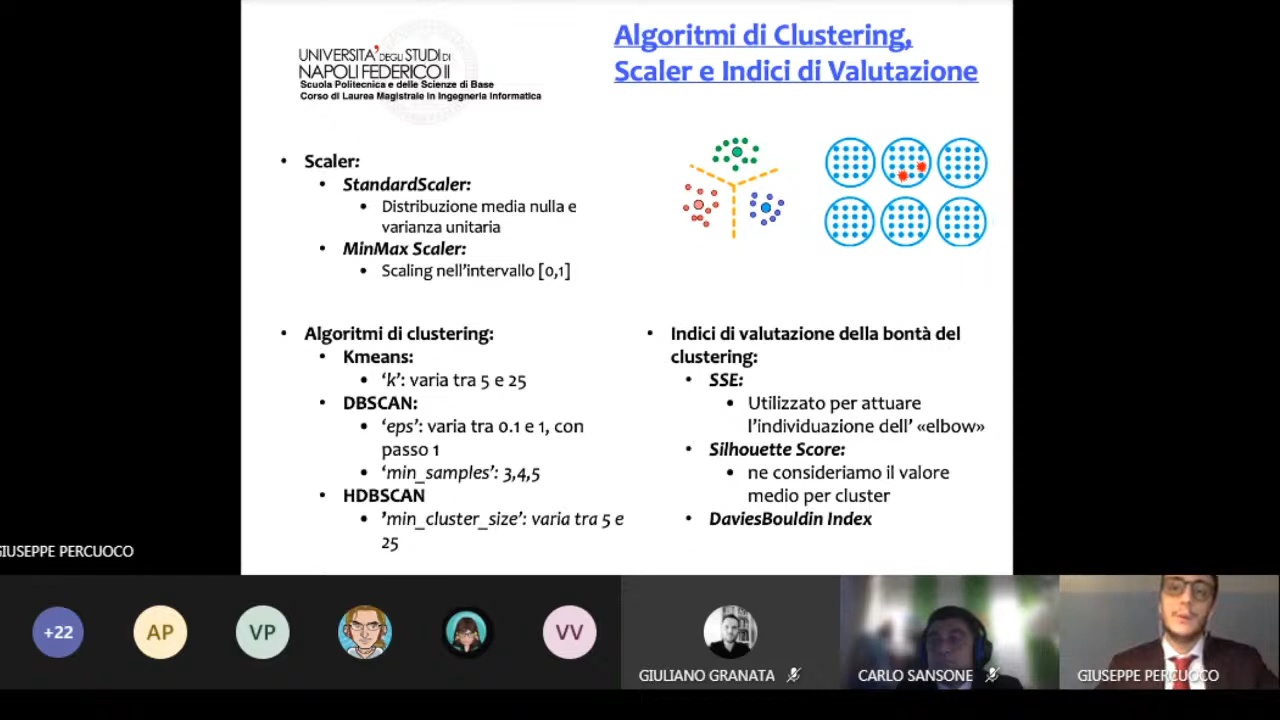 UNIVERSITA' DEGLI STUDI DI
NAPOLI FEDERICO II
Scuola Politecnica e delle Scienze di Base
Corso di Laurea Magistrale in Ingegneria Informatica
Algoritmi di Clustering,
Scaler e Indici di Valutazione
• Scaler:
• StandardScaler:
• Distribuzione media nulla e
varianza unitaria
• MinMax Scaler:
• Scaling nell'intervallo [0,1]
• Algoritmi di clustering:
• Kmeans:
• 'k': varia tra 5 e 25
• DBSCAN:
• 'eps': varia tra 0.1 e 1, con
passo 1
• 'min_samples': 3,4,5
• HDBSCAN
• 'min_cluster_size': varia tra 5 e
25
• Indici di valutazione della bontà del
clustering:
• SSE:
• Utilizzato per attuare
l'individuazione dell' «elbow»
• Silhouette Score:
• ne consideriamo il valore
medio per cluster
• DaviesBouldin Index
GIUSEPPE PERCUOCO
+22
AP
VP
VV
GIULIANO GRANATA
CARLO SANSONE
GIUSEPPE PERCUOCO